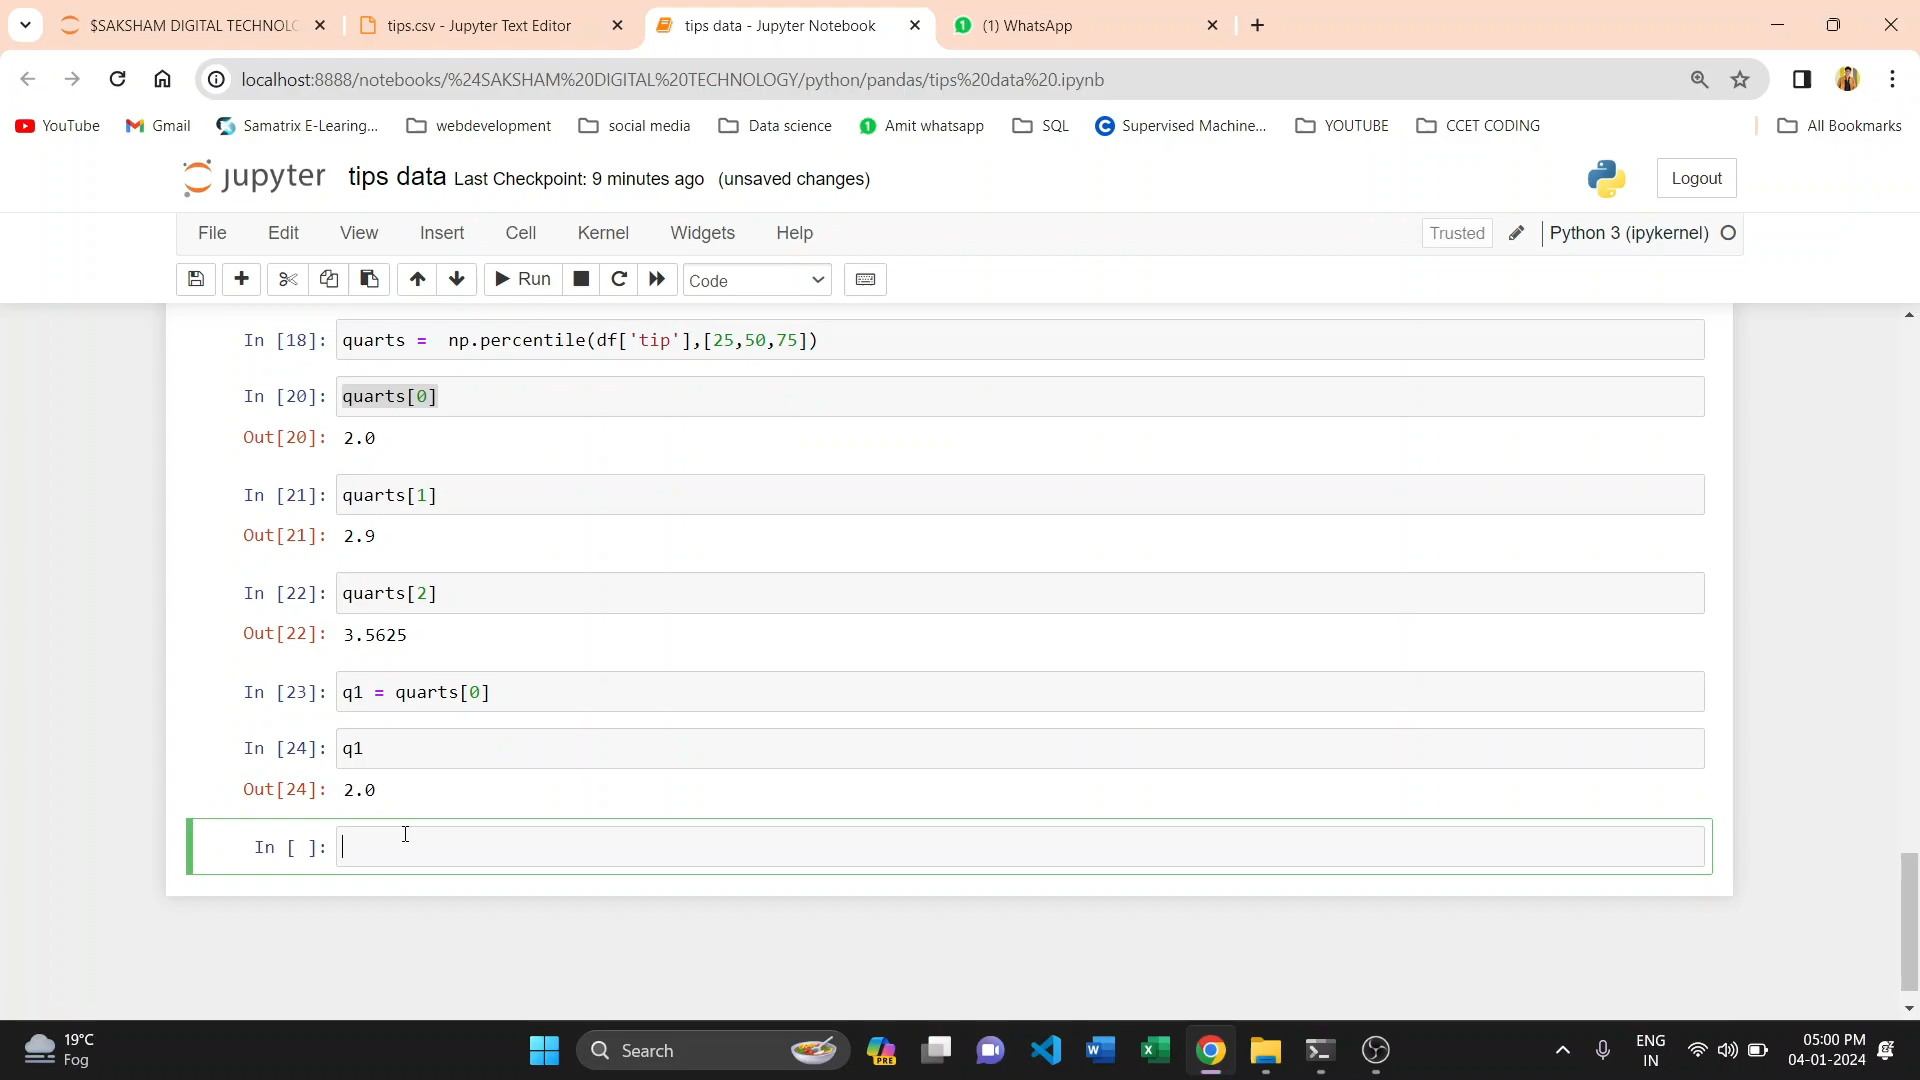 $SAKSHAM DIGITAL TECHNOLO
tips.csv - Jupyter Text Editor
tips data - Jupyter Notebook
(1) WhatsApp
localhost:8888/notebooks/%24SAKSHAM%20DIGITAL%20TECHNOLOGY/python/pandas/tips%20data%20.ipynb
YouTube
Gmail
Samatrix E-Learing...
webdevelopment
social media
Data science
Amit whatsapp
SQL
Supervised Machine...
YOUTUBE
CCET CODING
All Bookmarks
jupyter tips data Last Checkpoint: 9 minutes ago (unsaved changes)
Logout
File Edit View Insert Cell Kernel Widgets Help
Trusted
Python 3 (ipykernel)
Run
Code
In [18]: quarts =  np.percentile(df['tip'],[25,50,75])
In [20]: quarts[0]
Out[20]: 2.0
In [21]: quarts[1]
Out[21]: 2.9
In [22]: quarts[2]
Out[22]: 3.5625
In [23]: q1 = quarts[0]
In [24]: q1
Out[24]: 2.0
In [ ]:
19°C
Fog
Search
PRE
ENG
IN
05:00 PM
04-01-2024